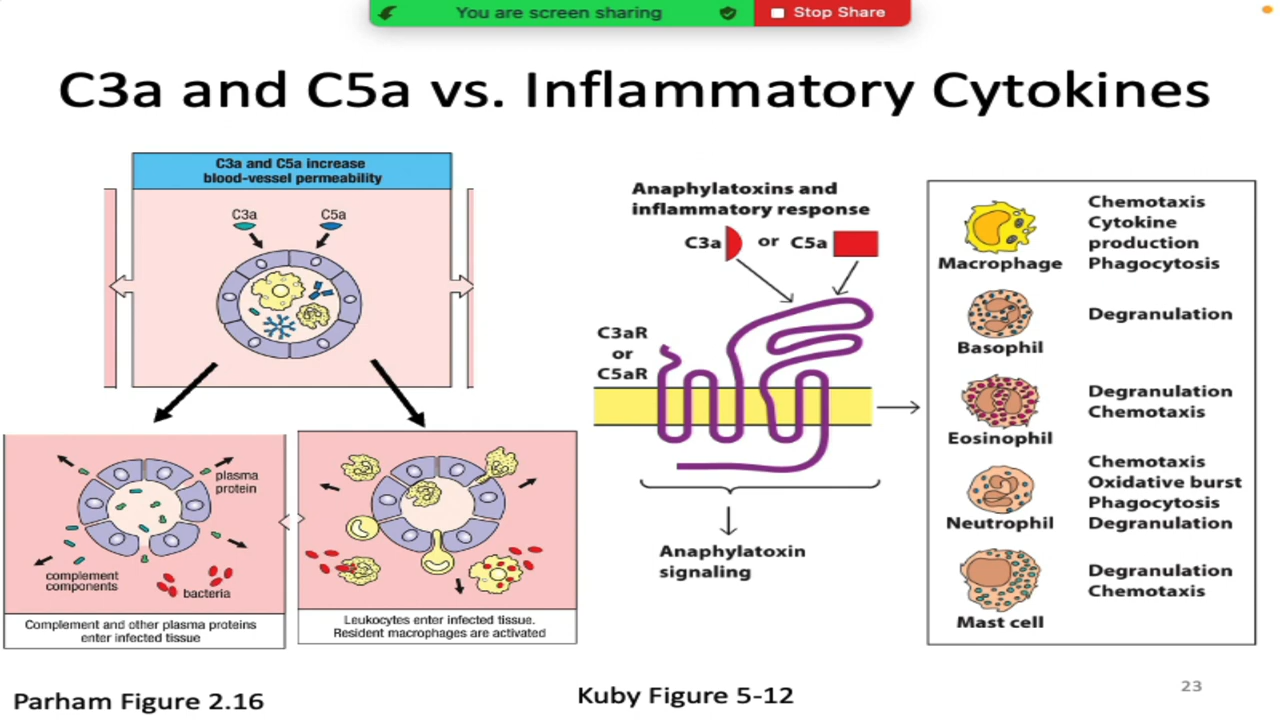 You are screen sharing
Stop Share
C3a and C5a vs. Inflammatory Cytokines
C3a and C5a increase
blood-vessel permeability
C3a
C5a
plasma
protein
complement
components
bacteria
Complement and other plasma proteins
enter infected tissue
Leukocytes enter infected tissue.
Resident macrophages are activated
Parham Figure 2.16
Anaphylatoxins and
inflammatory response
C3a or C5a
C3aR
or
C5aR
Anaphylatoxin
signaling
Macrophage
Chemotaxis
Cytokine
production
Phagocytosis
Basophil
Degranulation
Eosinophil
Degranulation
Chemotaxis
Neutrophil
Chemotaxis
Oxidative burst
Phagocytosis
Degranulation
Mast cell
Degranulation
Chemotaxis
Kuby Figure 5-12
23